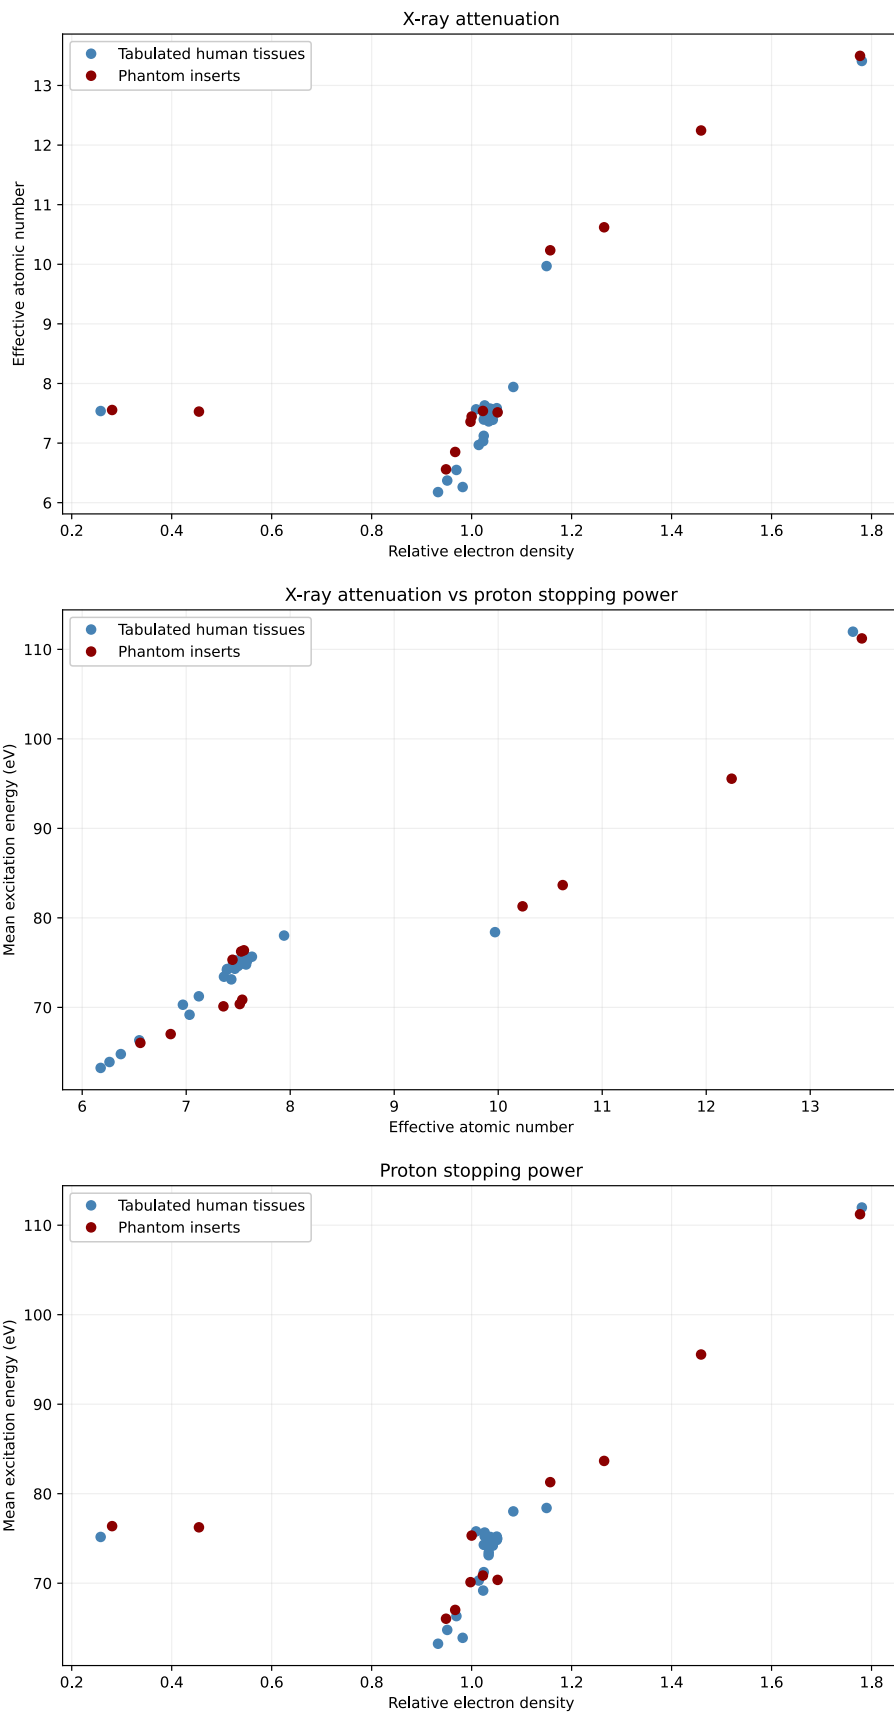 X-ray attenuation
Tabulated human tissues
Phantom inserts
13
12
11
10
9
8
7
6
Effective atomic number
0.2 0.4 0.6 0.8 1.0 1.2 1.4 1.6 1.8
Relative electron density
X-ray attenuation vs proton stopping power
Tabulated human tissues
Phantom inserts
110
100
90
80
70
Mean excitation energy (eV)
6 7 8 9 10 11 12 13
Effective atomic number
Proton stopping power
Tabulated human tissues
Phantom inserts
110
100
90
80
70
Mean excitation energy (eV)
0.2 0.4 0.6 0.8 1.0 1.2 1.4 1.6 1.8
Relative electron density